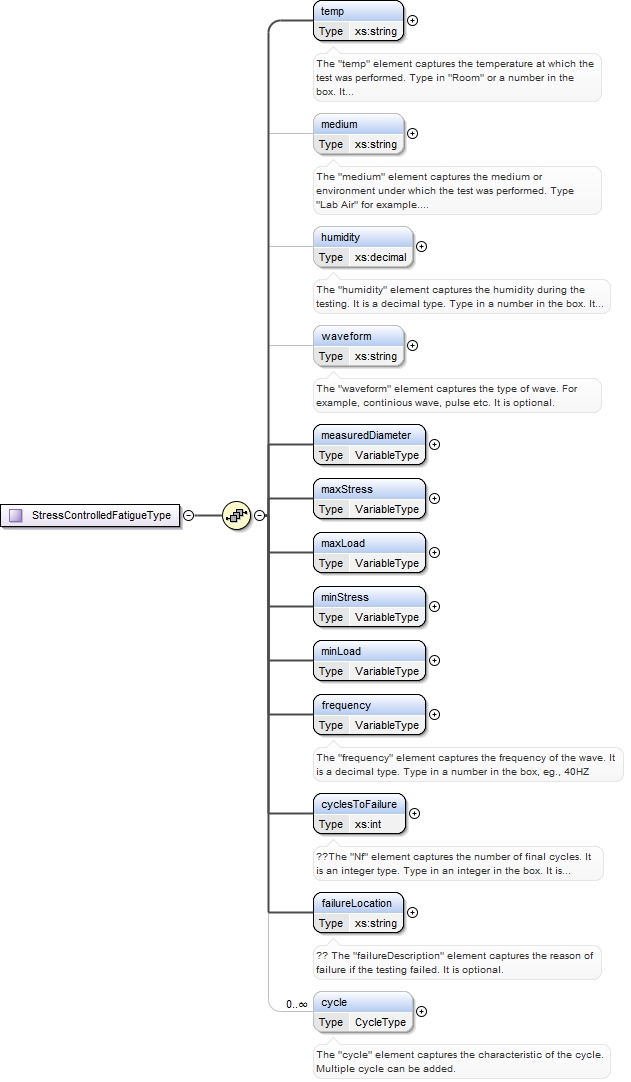 temp
Type xs:string
The "temp" element captures the temperature at which the
test was performed. Type in "Room" or a number in the
box. It...
medium
Type xs:string
The "medium" element captures the medium or
environment under which the test was performed. Type
"Lab Air" for example....
humidity
Type xs:decimal
The "humidity" element captures the humidity during the
testing. It is a decimal type. Type in a number in the box. It...
waveform
Type xs:string
The "waveform" element captures the type of wave. For
example, continious wave, pulse etc. It is optional.
measuredDiameter
Type VariableType
maxStress
Type VariableType
StressControlledFatigueType
maxLoad
Type VariableType
minStress
Type VariableType
minLoad
Type VariableType
frequency
Type VariableType
The "frequency" element captures the frequency of the wave. It
is a decimal type. Type in a number in the box, eg., 40HZ
cyclesToFailure
Type xs:int
??The "Nf" element captures the number of final cycles. It
is an integer type. Type in an integer in the box. It is...
failureLocation
Type xs:string
?? The "failureDescription" element captures the reason of
failure if the testing failed. It is optional.
0..∞ cycle
Type CycleType
The "cycle" element captures the characteristic of the cycle.
Multiple cycle can be added.